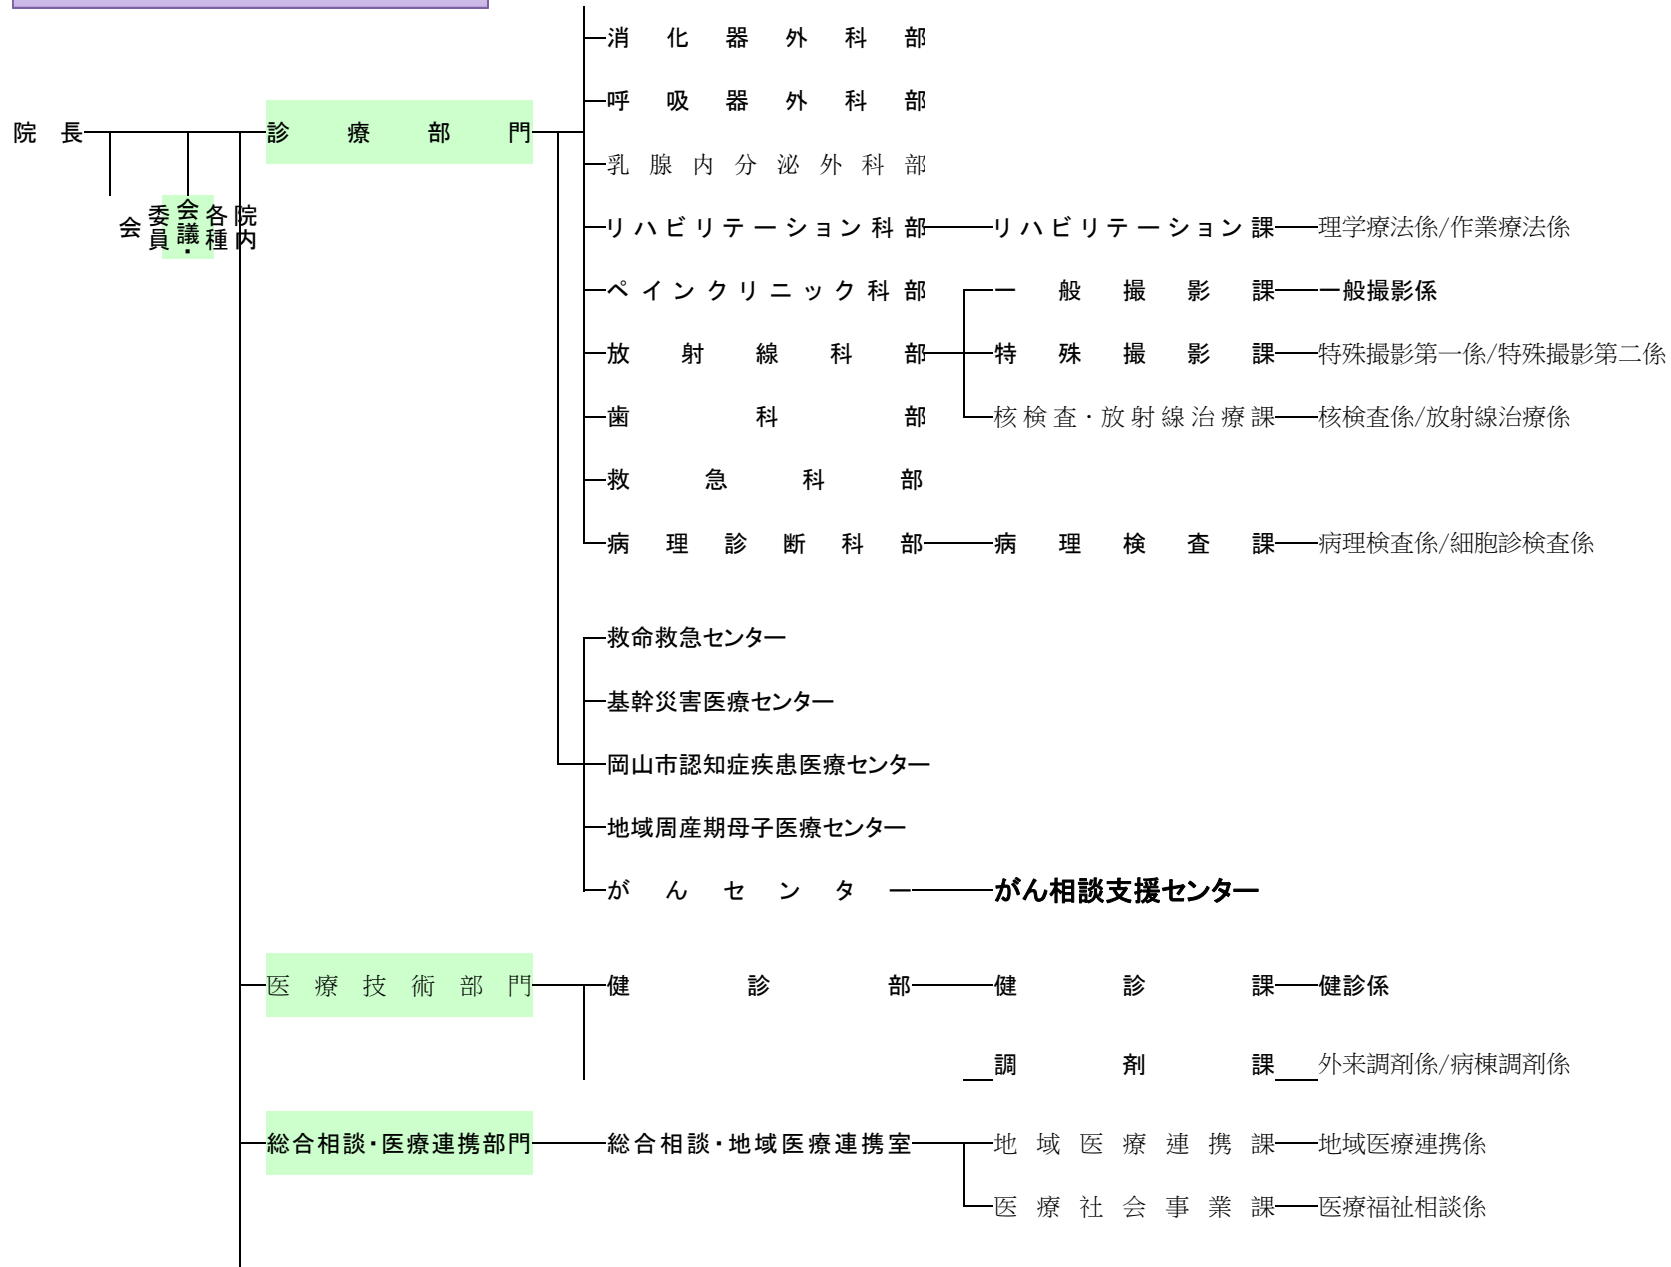 消化器外科部
呼吸器外科部
院長 診療部門
乳腺内分泌外科部
院内
各種
会議・
委員
会
リハビリテーション科部 リハビリテーション課 理学療法係/作業療法係
ペインクリニック科部 一般撮影課 一般撮影係
放射線科部 特殊撮影課 特殊撮影第一係/特殊撮影第二係
歯科部 核検査・放射線治療課 核検査係/放射線治療係
救急科部
病理診断科部 病理検査課 病理検査係/細胞診検査係
救命救急センター
基幹災害医療センター
岡山市認知症疾患医療センター
地域周産期母子医療センター
がんセンター がん相談支援センター
医療技術部門 健診部 健診課 健診係
調剤課 外来調剤係/病棟調剤係
総合相談・医療連携部門 総合相談・地域医療連携室 地域医療連携課 地域医療連携係
医療社会事業課 医療福祉相談係